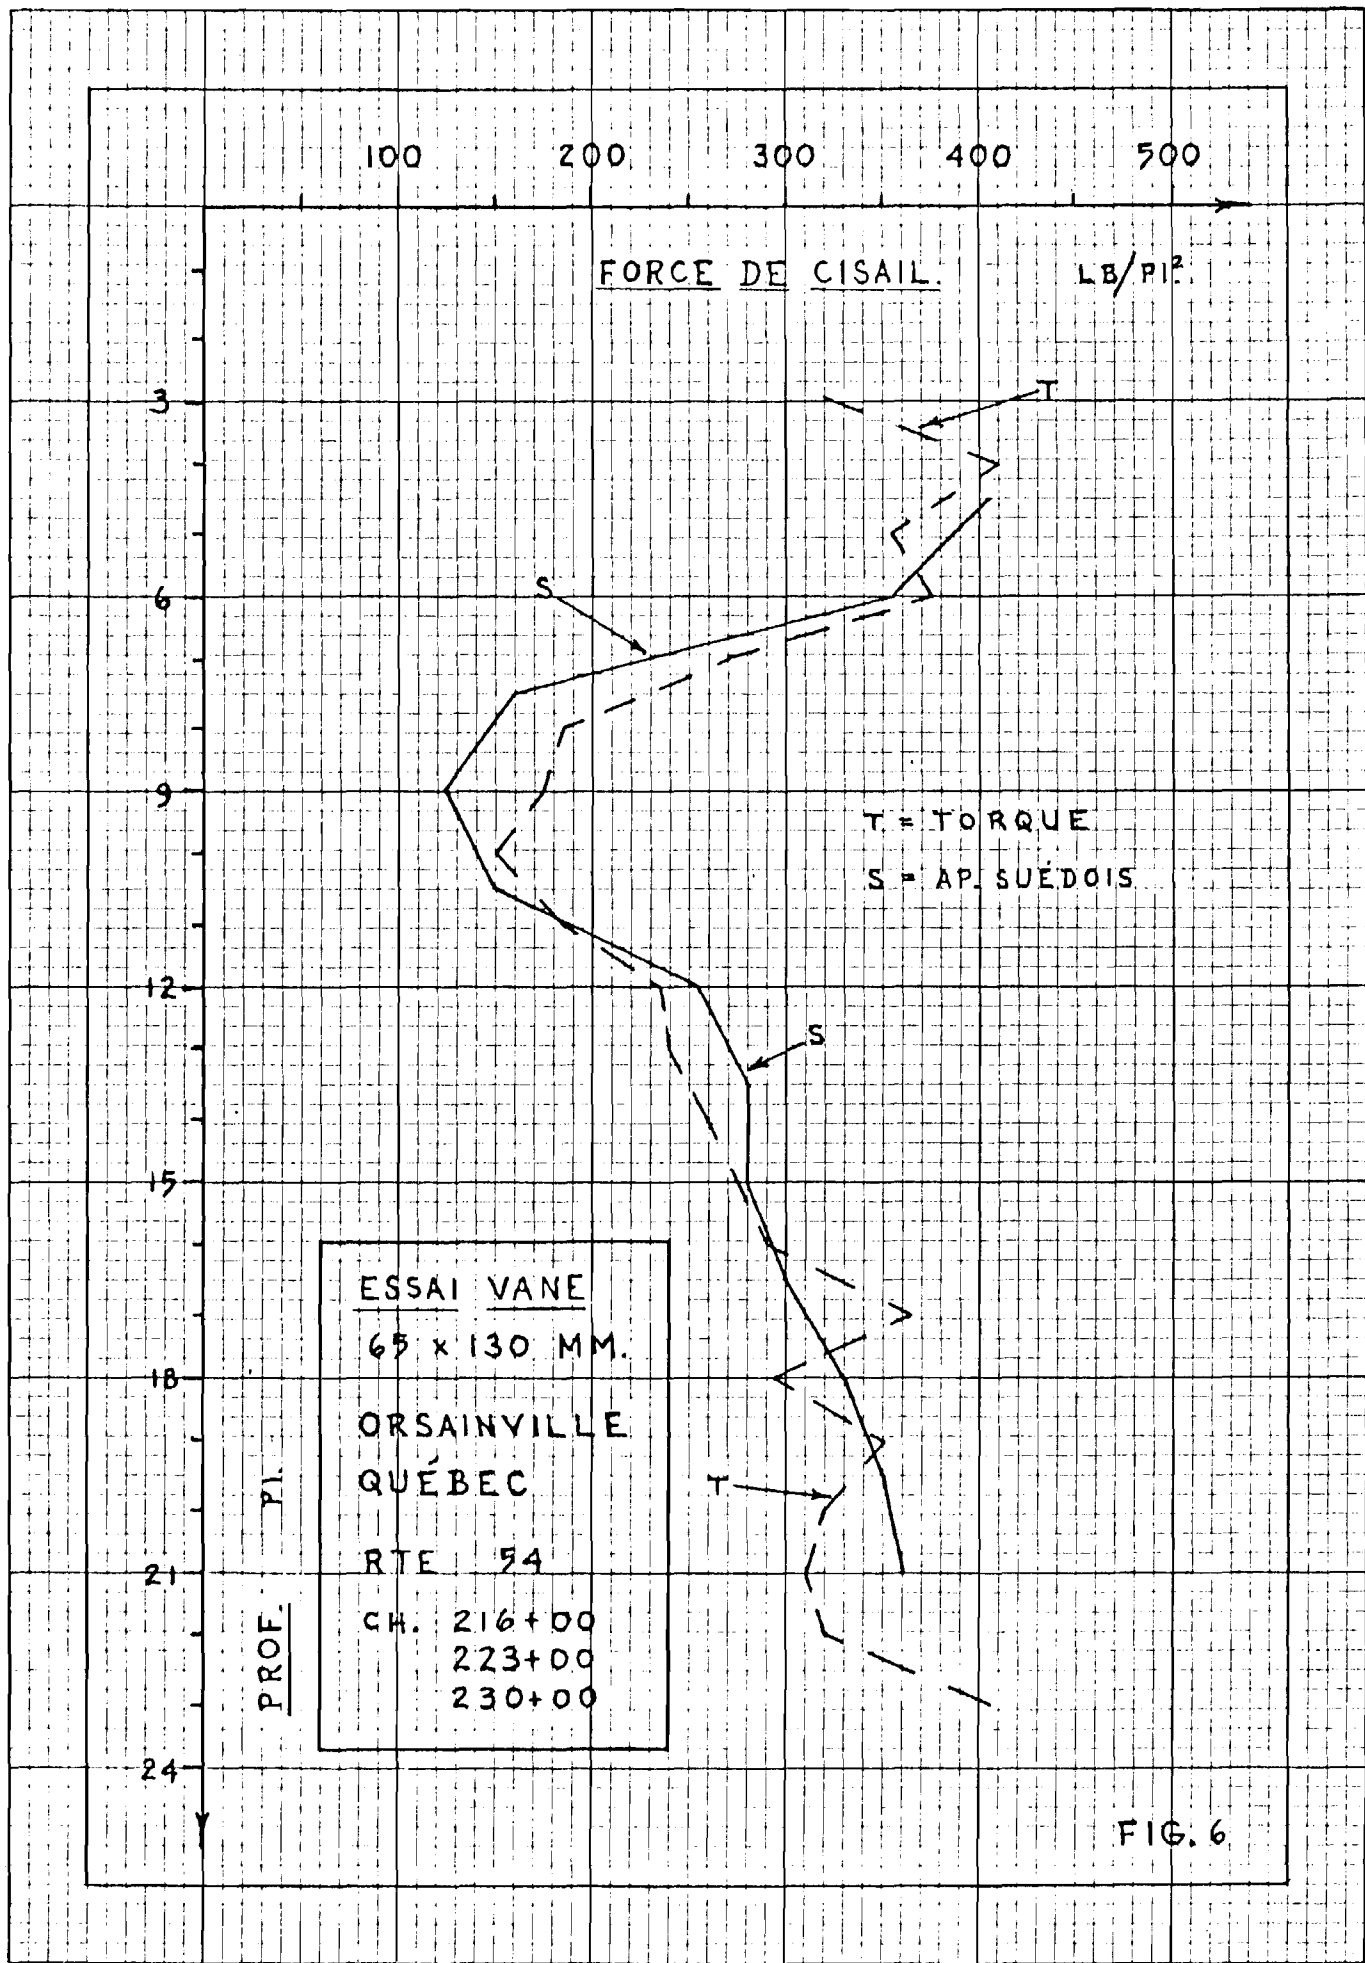 100 200 300 400 500
FORCE DE CISAIL. LB/PI²
T
3
S
6
9
T = TORQUE
S = AP. SUÉDOIS
12
S
15
ESSAI VANE
65 x 130 MM.
18
ORSAINVILLE
QUÉBEC
T
RTE 54
21
CH. 216+00
223+00
230+00
PROF. PI.
24
FIG. 6